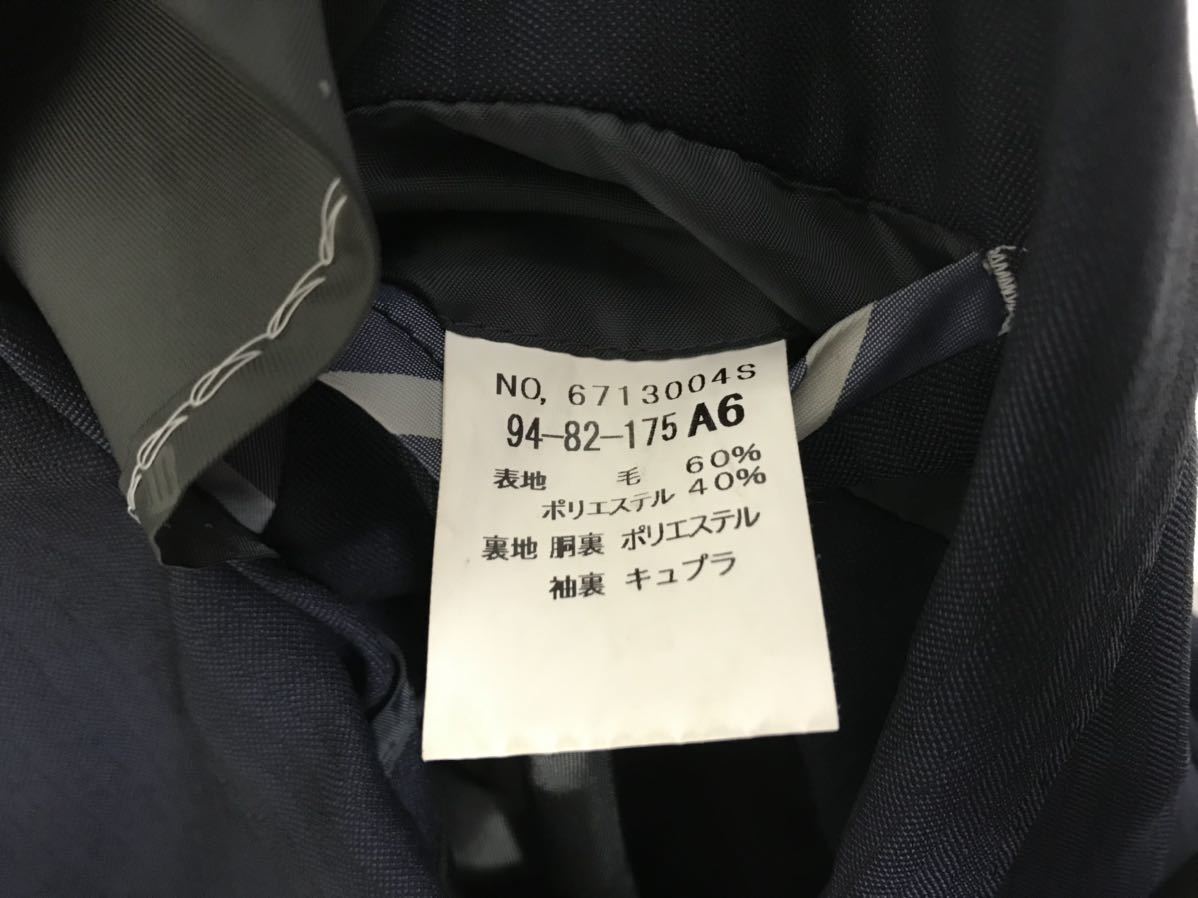 NO, 6713004S
94-82-175 A6
表地 毛 60%
ポリエステル 40%
裏地 胴裏 ポリエステル
袖裏 キュプラ